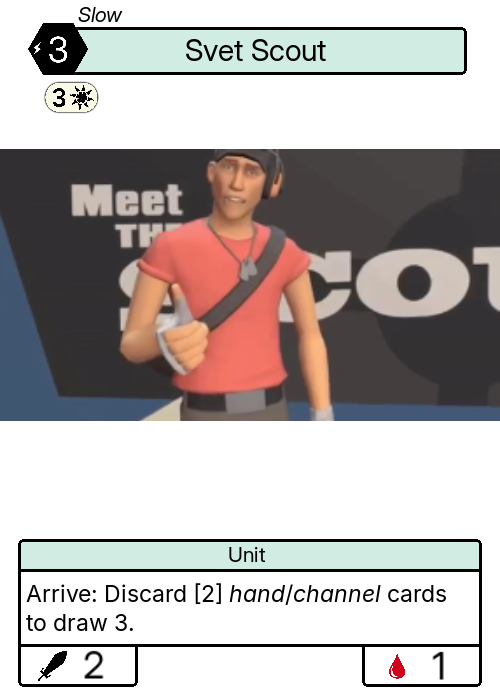 Slow
3
Svet Scout
3
Meet
THE
SCOU
Unit
Arrive: Discard [2] hand/channel cards
to draw 3.
2
1